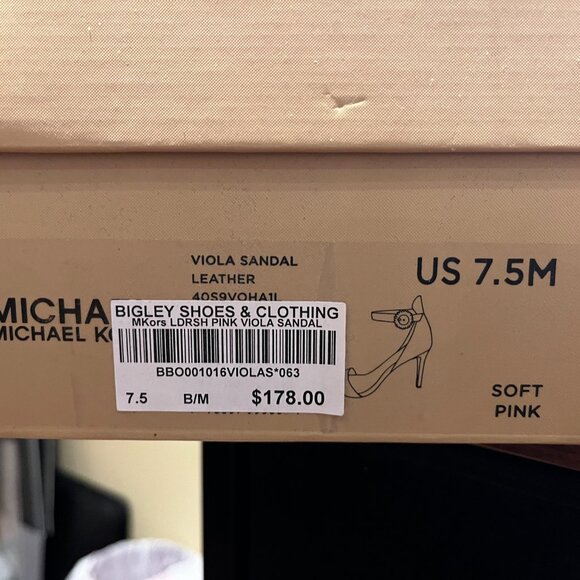 VIOLA SANDAL
LEATHER
40S9VOHA1L
US 7.5M
MICHA
MICHAEL K
BIGLEY SHOES & CLOTHING
MKors LDRSH PINK VIOLA SANDAL
BBO001016VIOLAS*063
7.5 B/M $178.00
SOFT
PINK